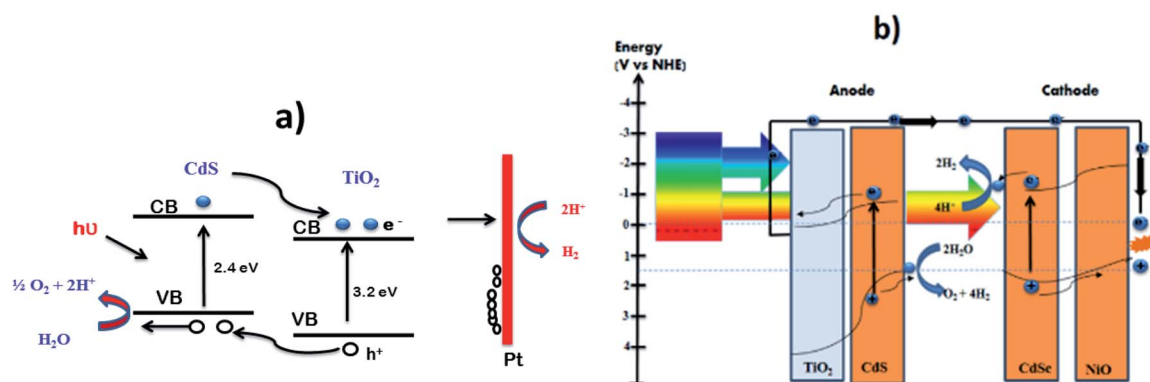 a)
CdS
TiO₂
CB
CB
e⁻
hυ
2.4 eV
3.2 eV
½ O₂ + 2H⁺
H₂O
VB
VB
h⁺
2H⁺
H₂
Pt
b)
Energy
(V vs NHE)
Anode
Cathode
-4
-3
-2
-1
0
1
2
3
4
2H₂
4H⁺
2H₂O
O₂ + 4H₂
e
e
e
e
e
e
e
e
e
e
+
+
+
TiO₂
CdS
CdSe
NiO